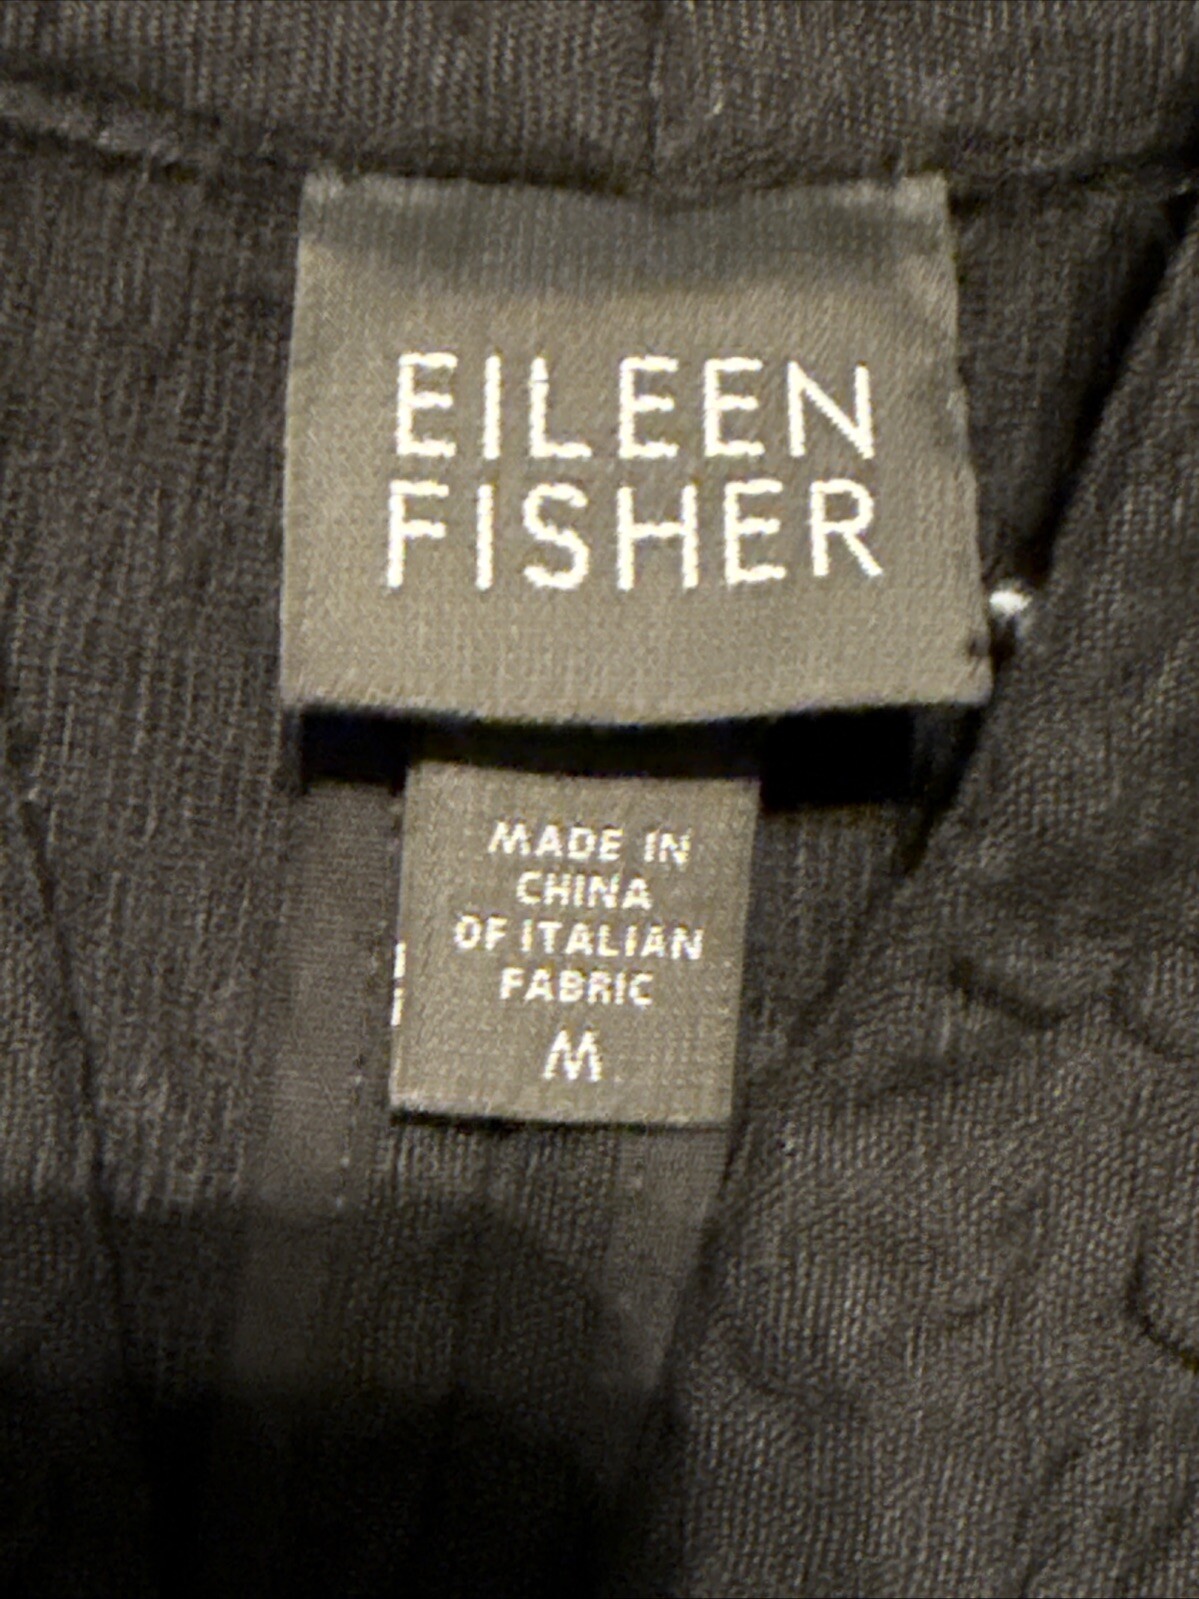 EILEEN
FISHER
MADE IN
CHINA
OF ITALIAN
FABRIC
M